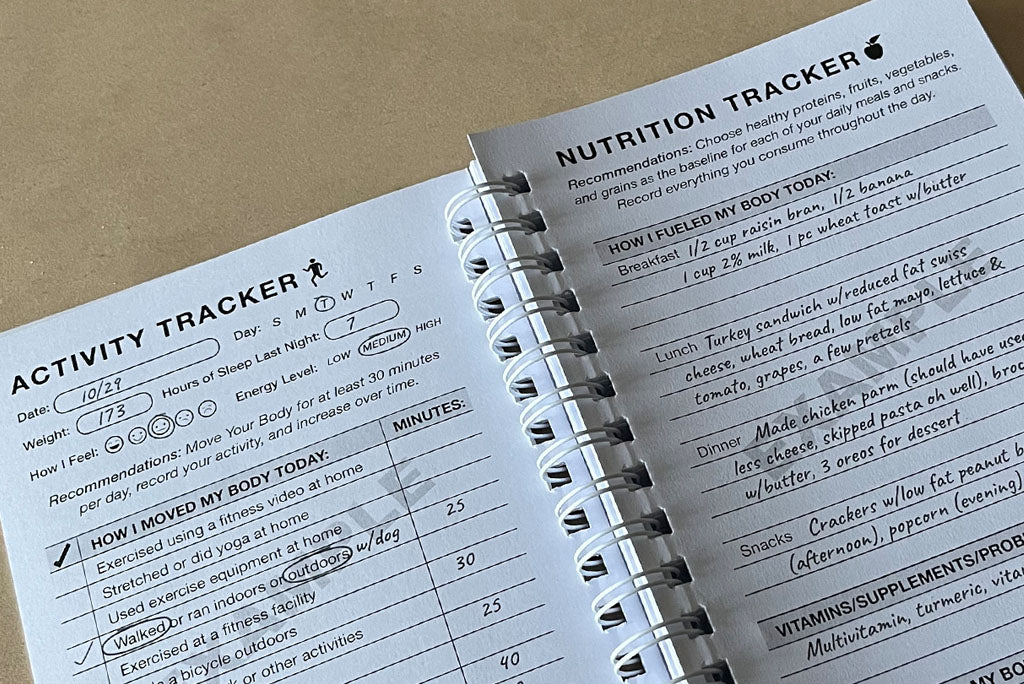 ACTIVITY TRACKER
Date: 10/29 Day: S M T W T F S
Weight: 173 Hours of Sleep Last Night: 7
How I Feel: Energy Level: LOW MEDIUM HIGH
Recommendations: Move Your Body for at least 30 minutes
per day, record your activity, and increase over time.
HOW I MOVED MY BODY TODAY: MINUTES:
Exercised using a fitness video at home
Stretched or did yoga at home
Used exercise equipment at home 25
Walked or ran indoors or outdoors w/dog 30
Exercised at a fitness facility
a bicycle outdoors 25
or other activities
40
EXAMPLE
NUTRITION TRACKER
Recommendations: Choose healthy proteins, fruits, vegetables,
and grains as the baseline for each of your daily meals and snacks.
Record everything you consume throughout the day.
HOW I FUELED MY BODY TODAY:
Breakfast 1/2 cup raisin bran, 1/2 banana
1 cup 2% milk, 1 pc wheat toast w/butter
Lunch Turkey sandwich w/reduced fat swiss
cheese, wheat bread, low fat mayo, lettuce &
tomato, grapes, a few pretzels
Dinner Made chicken parm (should have used
less cheese, skipped pasta oh well), broc
w/butter, 3 oreos for dessert
Snacks Crackers w/low fat peanut b
(afternoon), popcorn (evening)
VITAMINS/SUPPLEMENTS/PROB
Multivitamin, turmeric, vita
MY BO
EXAMPLE